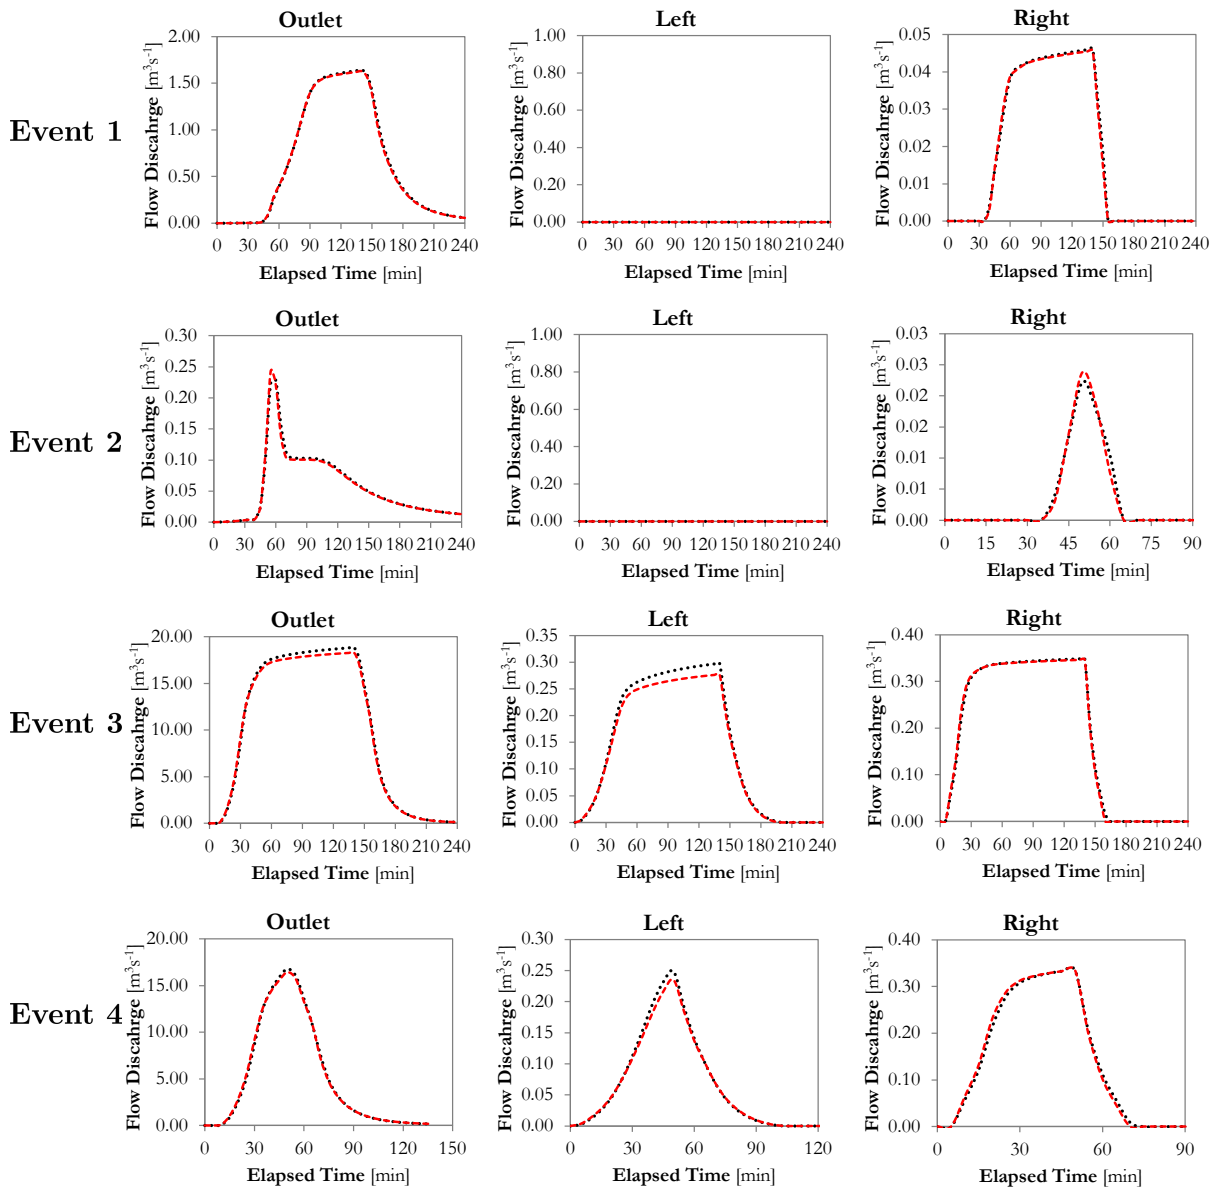 Outlet Left Right
Event 1
Flow Discahrge [m³s⁻¹]
2.00
1.50
1.00
0.50
0.00
0 30 60 90 120 150 180 210 240
Elapsed Time [min]
Flow Discahrge [m³s⁻¹]
1.00
0.80
0.60
0.40
0.20
0.00
0 30 60 90 120 150 180 210 240
Elapsed Time [min]
Flow Discahrge [m³s⁻¹]
0.05
0.04
0.03
0.02
0.05
0.04
0.03
0.02
0.01
0.00
0 30 60 90 120 150 180 210 240
Elapsed Time [min]
Outlet Left Right
Event 2
Flow Discahrge [m³s⁻¹]
0.30
0.25
0.20
0.15
0.10
0.05
0.00
0 30 60 90 120 150 180 210 240
Elapsed Time [min]
Flow Discahrge [m³s⁻¹]
1.00
0.80
0.60
0.40
0.20
0.00
0 30 60 90 120 150 180 210 240
Elapsed Time [min]
Flow Discahrge [m³s⁻¹]
0.03
0.03
0.02
0.02
0.01
0.01
0.00
0 15 30 45 60 75 90
Elapsed Time [min]
Outlet Left Right
Event 3
Flow Discahrge [m³s⁻¹]
20.00
15.00
10.00
5.00
0.00
0 30 60 90 120 150 180 210 240
Elapsed Time [min]
Flow Discahrge [m³s⁻¹]
0.35
0.30
0.25
0.20
0.15
0.10
0.05
0.00
0 30 60 90 120 150 180 210 240
Elapsed Time [min]
Flow Discahrge [m³s⁻¹]
0.40
0.30
0.20
0.10
0.00
0 30 60 90 120 150 180 210 240
Elapsed Time [min]
Outlet Left Right
Event 4
Flow Discahrge [m³s⁻¹]
20.00
15.00
10.00
5.00
0.00
0 30 60 90 120 150
Elapsed Time [min]
Flow Discahrge [m³s⁻¹]
0.30
0.25
0.20
0.15
0.10
0.05
0.00
0 30 60 90 120
Elapsed Time [min]
Flow Discahrge [m³s⁻¹]
0.40
0.30
0.20
0.10
0.00
0 30 60 90
Elapsed Time [min]